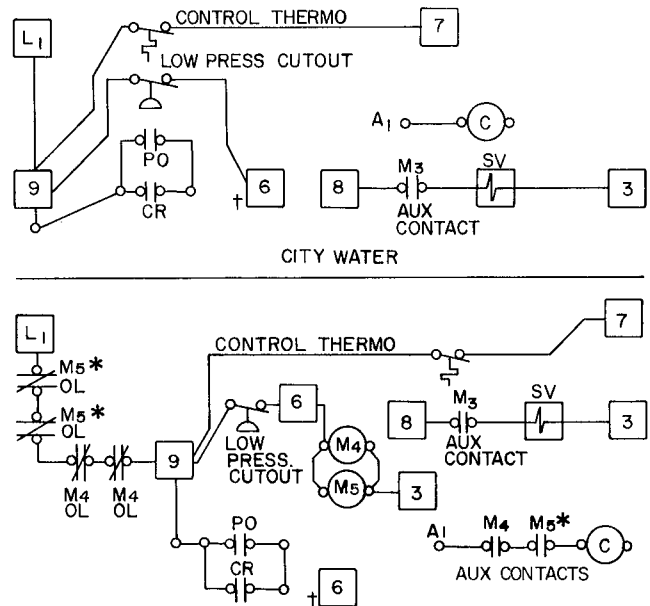 L1
CONTROL THERMO
7
LOW PRESS CUTOUT
A1
C
PO
9
CR
† 6
8
M3
AUX
CONTACT
SV
3
CITY WATER
L1
M5*
OL
M5*
OL
M4
OL
M4
OL
9
CONTROL THERMO
7
LOW
PRESS.
CUTOUT
6
M4
M5
3
8
M3
AUX
CONTACT
SV
3
PO
CR
† 6
A1
M4
M5*
C
AUX CONTACTS